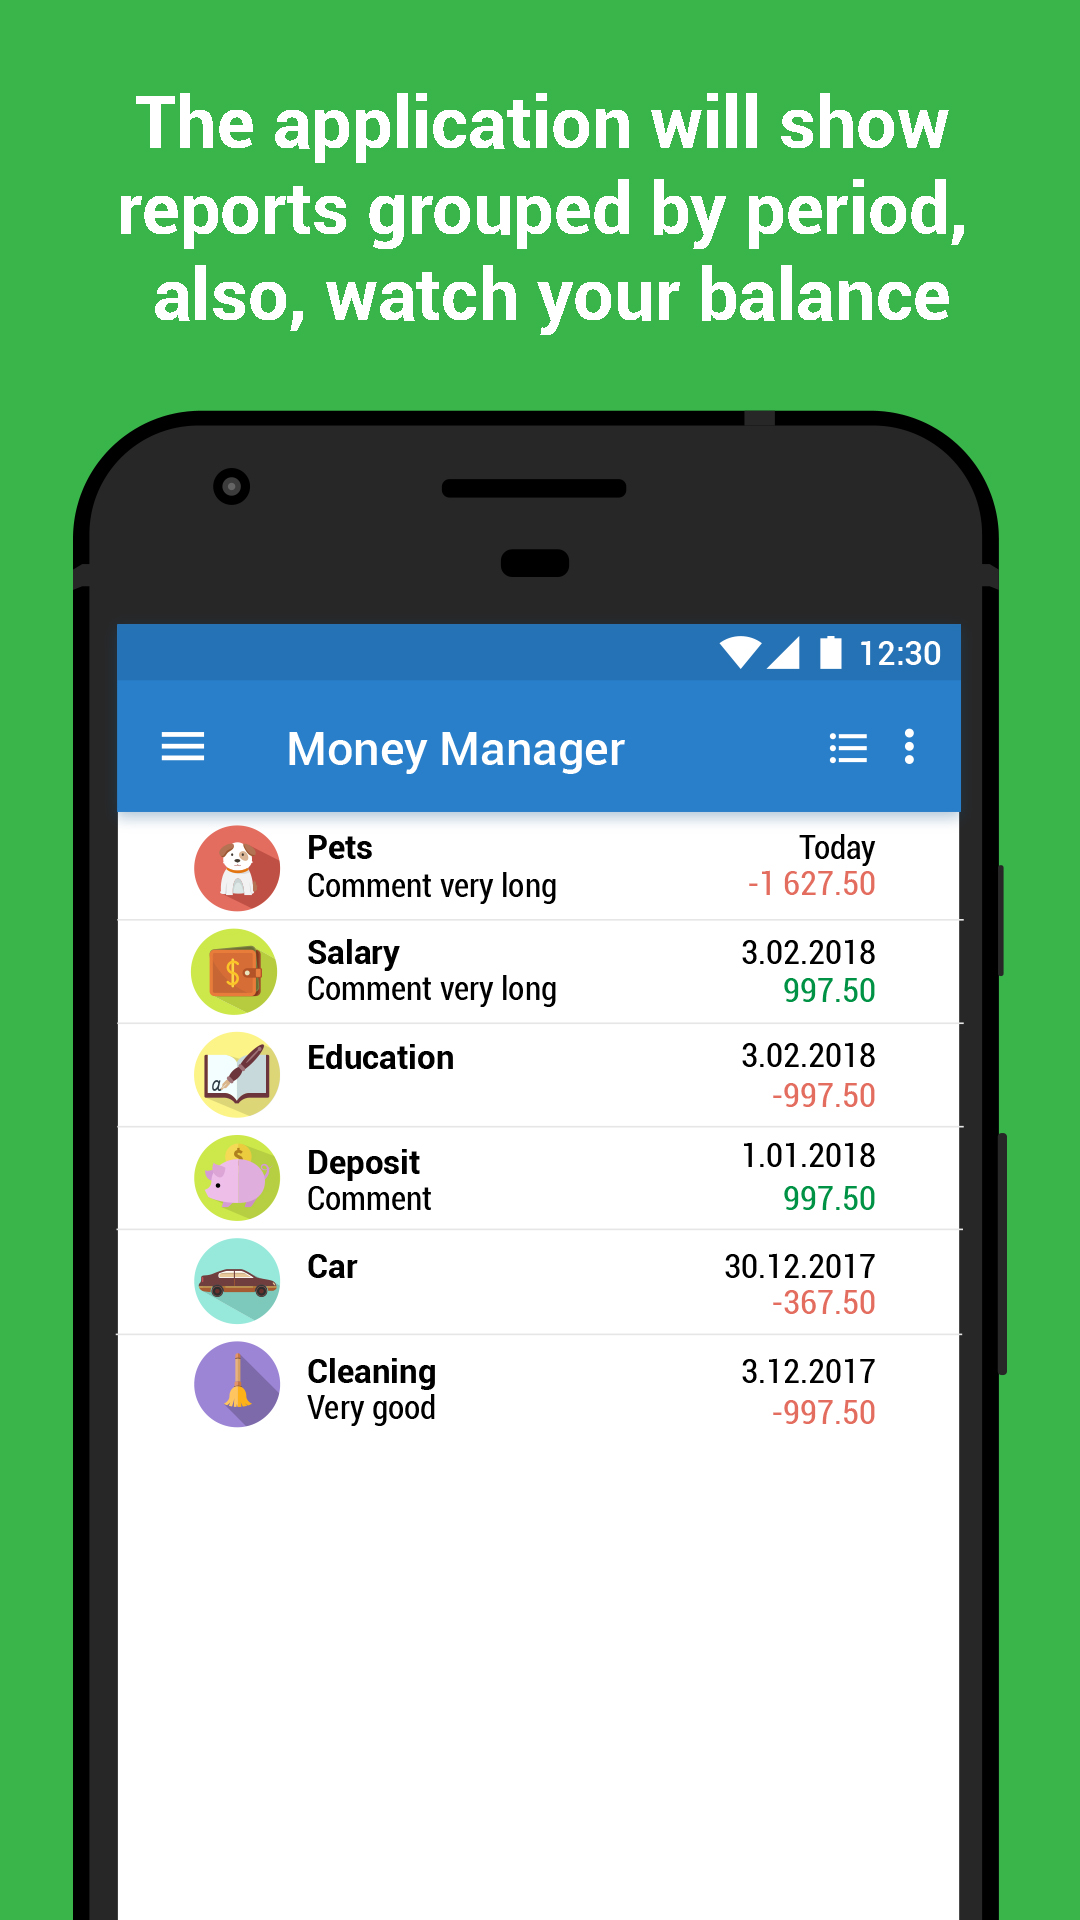 The application will show
reports grouped by period,
also, watch your balance
12:30
Money Manager
Pets Today
Comment very long -1 627.50
Salary 3.02.2018
Comment very long 997.50
Education 3.02.2018
-997.50
Deposit 1.01.2018
Comment 997.50
Car 30.12.2017
-367.50
Cleaning 3.12.2017
Very good -997.50